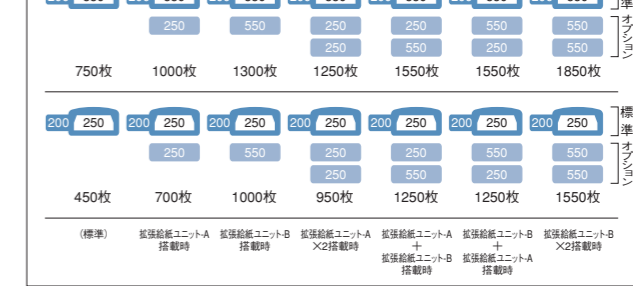 250 550 250 250 550 550
250 550 250 550
オプション
750枚 1000枚 1300枚 1250枚 1550枚 1550枚 1850枚
200 250 200 250 200 250 200 250 200 250 200 250 200 250
標準
250 550 250 250 550 550
250 550 250 550
オプション
450枚 700枚 1000枚 950枚 1250枚 1250枚 1550枚
(標準)
拡張給紙ユニット-A
搭載時
拡張給紙ユニット-B
搭載時
拡張給紙ユニット-A
×2搭載時
拡張給紙ユニット-A
+
拡張給紙ユニット-B
搭載時
拡張給紙ユニット-B
+
拡張給紙ユニット-A
搭載時
拡張給紙ユニット-B
×2搭載時